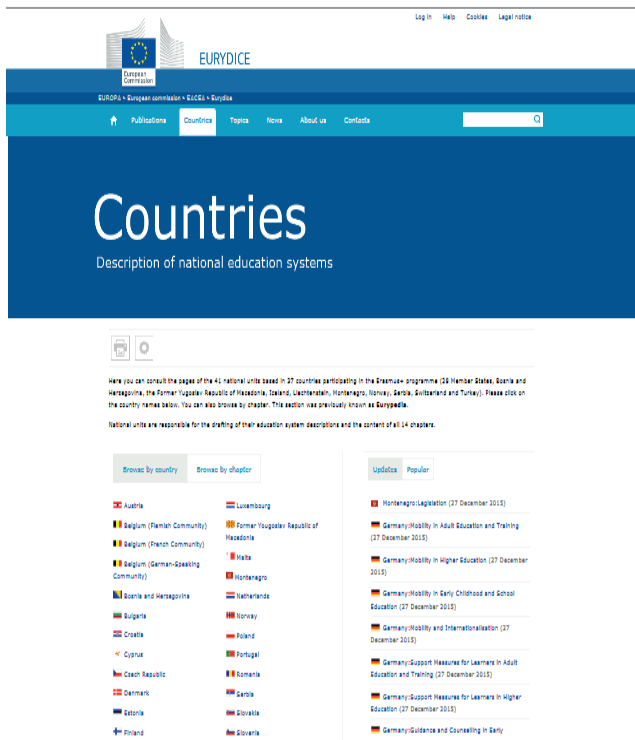 Log in Help Cookies Legal notice
EURYDICE
European
Commission
EUROPA > European commission > EACEA > Eurydice
Publications Countries Topics News About us Contacts
Countries
Description of national education systems
Here you can consult the pages of the 41 national units based in 37 countries participating in the Erasmus+ programme (28 Member States, Bosnia and
Herzegovina, the Former Yugoslav Republic of Macedonia, Iceland, Liechtenstein, Montenegro, Norway, Serbia, Switzerland and Turkey). Please click on
the country names below. You can also browse by chapter. This section was previously known as Eurypedia.
National units are responsible for the drafting of their education system descriptions and the content of all 14 chapters.
Browse by country Browse by chapter
Austria
Belgium (Flemish Community)
Belgium (French Community)
Belgium (German-Speaking
Community)
Bosnia and Herzegovina
Bulgaria
Croatia
Cyprus
Czech Republic
Denmark
Estonia
Finland
Luxembourg
Former Yougoslav Republic of
Macedonia
Malta
Montenegro
Netherlands
Norway
Poland
Portugal
Romania
Serbia
Slovakia
Slovenia
Updates Popular
Montenegro:Legislation (27 December 2015)
Germany:Mobility in Adult Education and Training
(27 December 2015)
Germany:Mobility in Higher Education (27 December
2015)
Germany:Mobility in Early Childhood and School
Education (27 December 2015)
Germany:Mobility and Internationalisation (27
December 2015)
Germany:Support Measures for Learners in Adult
Education and Training (27 December 2015)
Germany:Support Measures for Learners in Higher
Education (27 December 2015)
Germany:Guidance and Counselling in Early